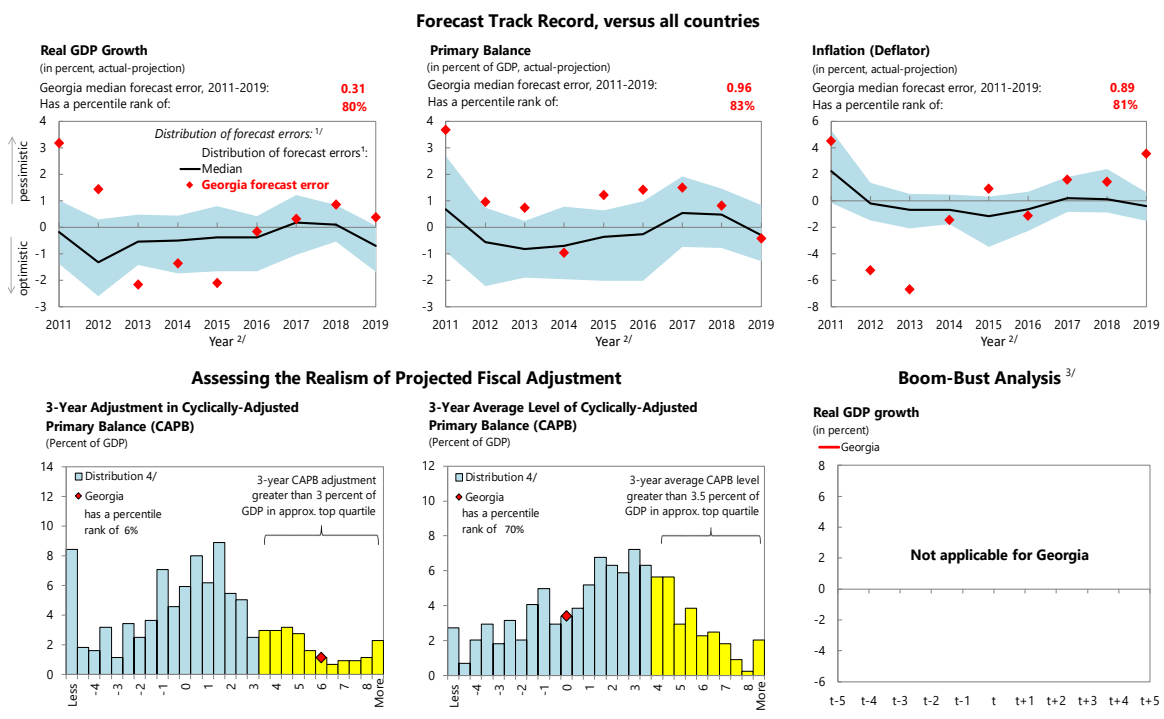 Forecast Track Record, versus all countries
Real GDP Growth
(in percent, actual-projection)
Georgia median forecast error, 2011-2019: 0.31
Has a percentile rank of: 80%
4
3
2
1
0
-1
-2
-3
pessimistic
optimistic
Distribution of forecast errors: 1/
Distribution of forecast errors¹:
Median
Georgia forecast error
2011 2012 2013 2014 2015 2016 2017 2018 2019
Year 2/
Primary Balance
(in percent of GDP, actual-projection)
Georgia median forecast error, 2011-2019: 0.96
Has a percentile rank of: 83%
4
3
2
1
0
-1
-2
-3
2011 2012 2013 2014 2015 2016 2017 2018 2019
Year 2/
Inflation (Deflator)
(in percent, actual-projection)
Georgia median forecast error, 2011-2019: 0.89
Has a percentile rank of: 81%
6
4
2
0
-2
-4
-6
-8
2011 2012 2013 2014 2015 2016 2017 2018 2019
Year 2/
Assessing the Realism of Projected Fiscal Adjustment
3-Year Adjustment in Cyclically-Adjusted
Primary Balance (CAPB)
(Percent of GDP)
14
12
10
8
6
4
2
0
Distribution 4/
Georgia
has a percentile
rank of 6%
3-year CAPB adjustment
greater than 3 percent of
GDP in approx. top quartile
Less -4 -3 -2 -1 0 1 2 3 4 5 6 7 8 More
3-Year Average Level of Cyclically-Adjusted
Primary Balance (CAPB)
(Percent of GDP)
12
10
8
6
4
2
0
Distribution 4/
Georgia
has a percentile
rank of 70%
3-year average CAPB level
greater than 3.5 percent of
GDP in approx. top quartile
Less -4 -3 -2 -1 0 1 2 3 4 5 6 7 8 More
Boom-Bust Analysis 3/
Real GDP growth
(in percent)
Georgia
8
6
4
2
0
-2
-4
-6
Not applicable for Georgia
t-5 t-4 t-3 t-2 t-1 t t+1 t+2 t+3 t+4 t+5